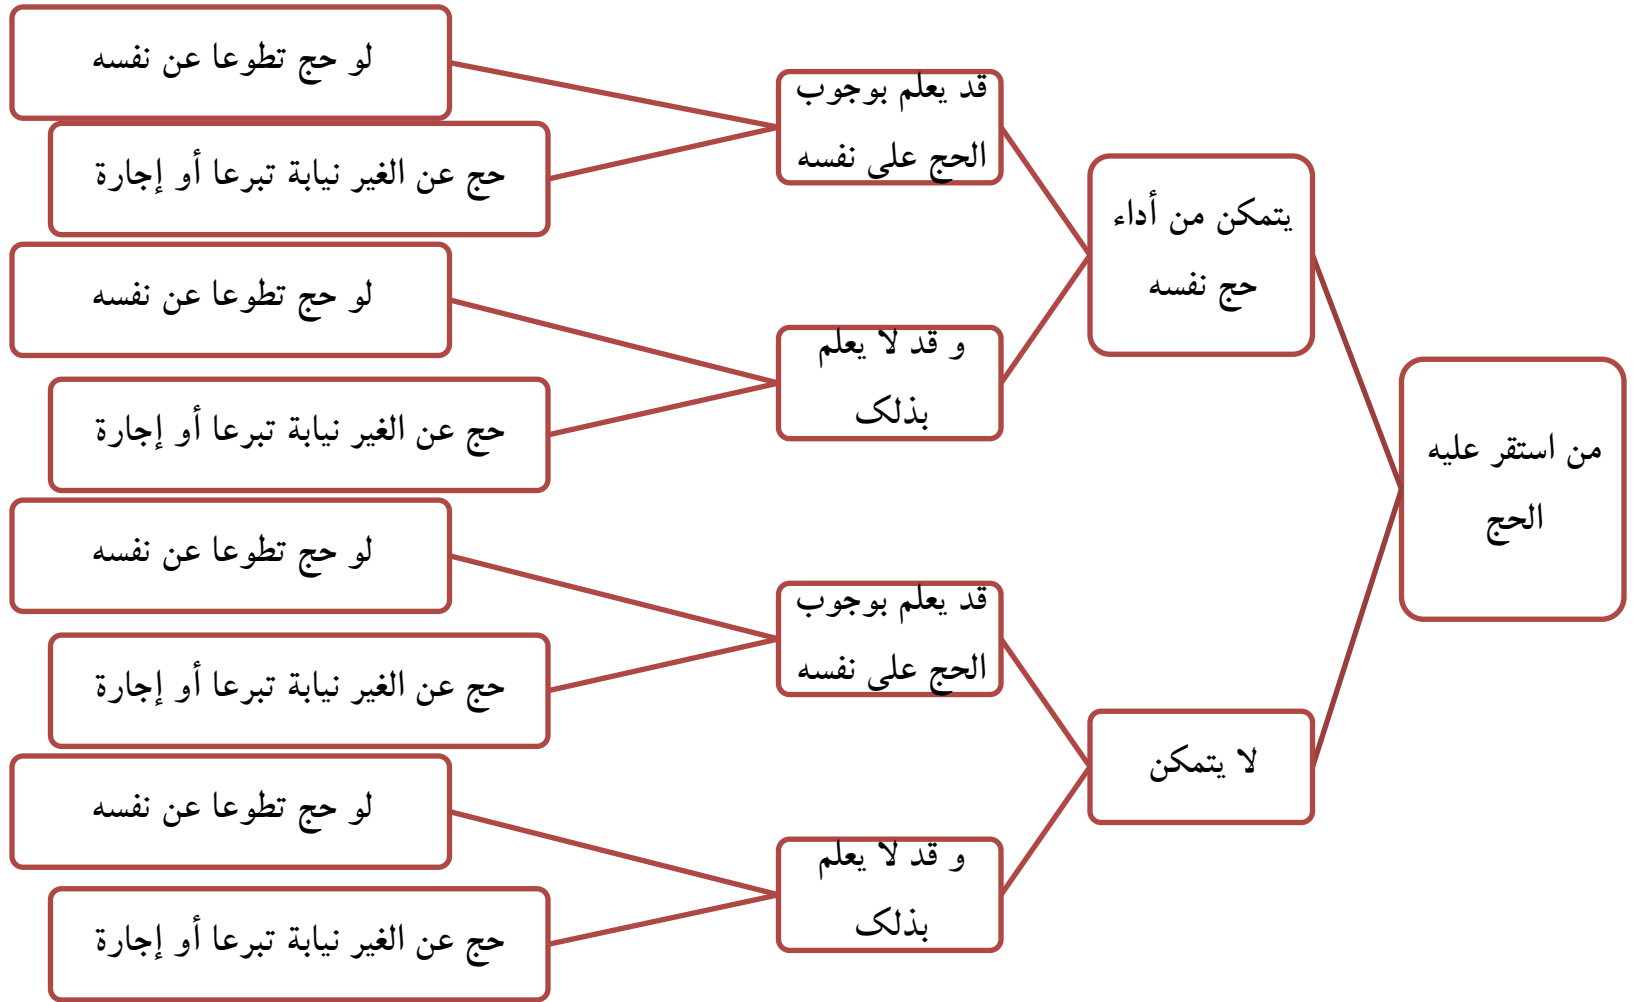 من استقر عليه
الحج
يتمكن من أداء
حج نفسه
قد يعلم بوجوب
الحج على نفسه
لو حج تطوعا عن نفسه
حج عن الغير نيابة تبرعا أو إجارة
و قد لا يعلم
بذلک
لو حج تطوعا عن نفسه
حج عن الغير نيابة تبرعا أو إجارة
لا يتمكن
قد يعلم بوجوب
الحج على نفسه
لو حج تطوعا عن نفسه
حج عن الغير نيابة تبرعا أو إجارة
و قد لا يعلم
بذلک
لو حج تطوعا عن نفسه
حج عن الغير نيابة تبرعا أو إجارة